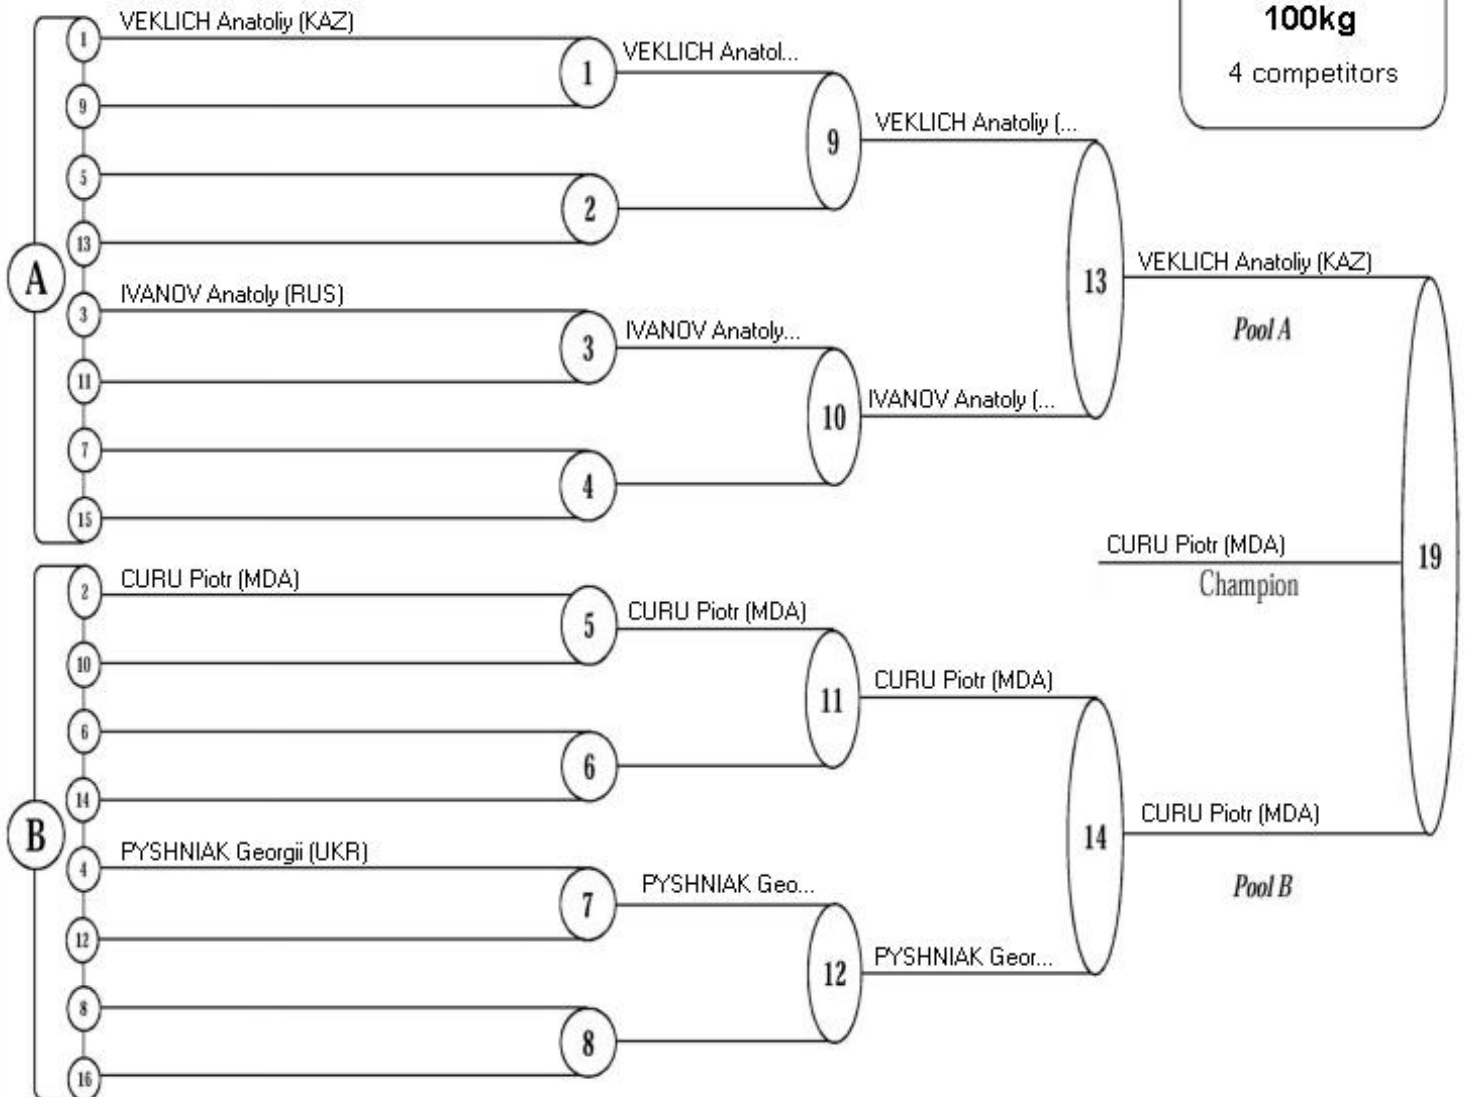 100kg
4 competitors
VEKLICH Anatoliy (KAZ)
1
9
5
13
A
IVANOV Anatoly (RUS)
3
11
7
15
CURU Piotr (MDA)
2
10
6
14
B
PYSHNIAK Georgii (UKR)
4
12
8
16
1
2
3
4
5
6
7
8
VEKLICH Anatol...
IVANOV Anatoly...
CURU Piotr (MDA)
PYSHNIAK Geo...
9
10
11
12
VEKLICH Anatoliy (...
IVANOV Anatoly (...
CURU Piotr (MDA)
PYSHNIAK Geor...
13
14
VEKLICH Anatoliy (KAZ)
Pool A
CURU Piotr (MDA)
Champion
19
CURU Piotr (MDA)
Pool B